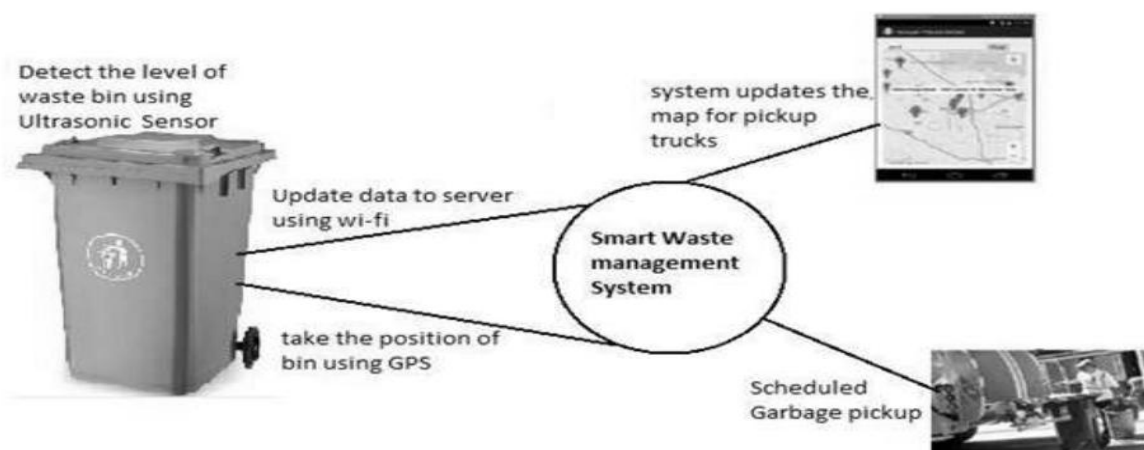 Detect the level of
waste bin using
Ultrasonic Sensor
Update data to server
using wi-fi
take the position of
bin using GPS
Smart Waste
management
System
system updates the
map for pickup
trucks
Scheduled
Garbage pickup